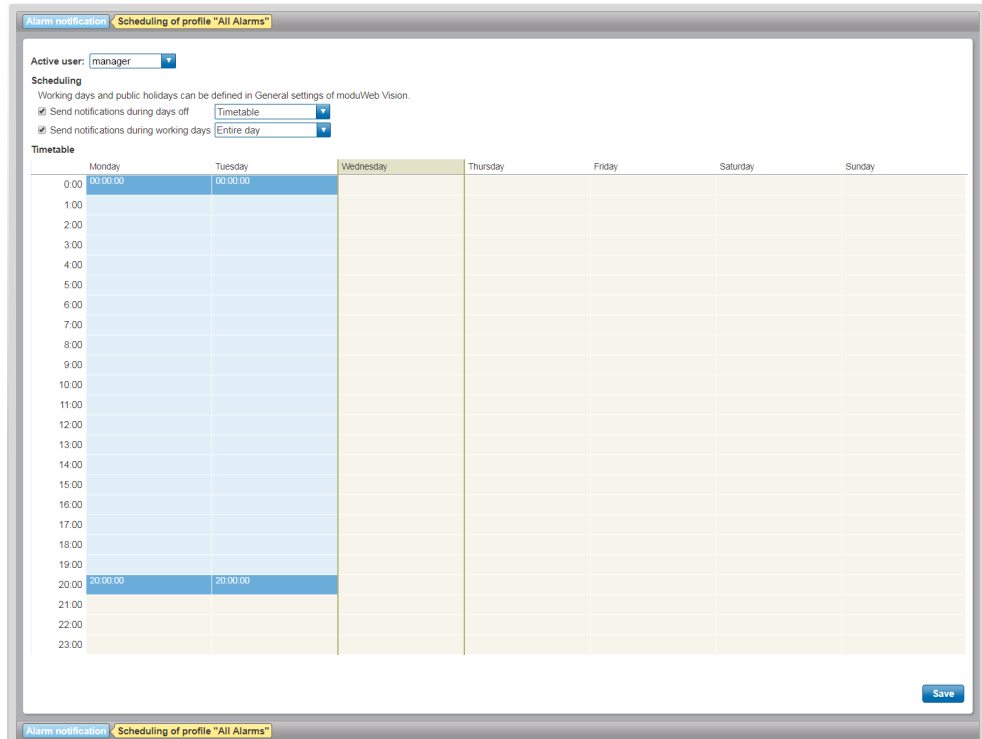 Alarm notification Scheduling of profile "All Alarms"
Active user: manager
Scheduling
Working days and public holidays can be defined in General settings of moduWeb Vision.
Send notifications during days off Timetable
Send notifications during working days Entire day
Timetable
Monday Tuesday Wednesday Thursday Friday Saturday Sunday
0:00 00:00:00 00:00:00
1:00
2:00
3:00
4:00
5:00
6:00
7:00
8:00
9:00
10:00
11:00
12:00
13:00
14:00
15:00
16:00
17:00
18:00
19:00
20:00 20:00:00 20:00:00
21:00
22:00
23:00
Save
Alarm notification Scheduling of profile "All Alarms"